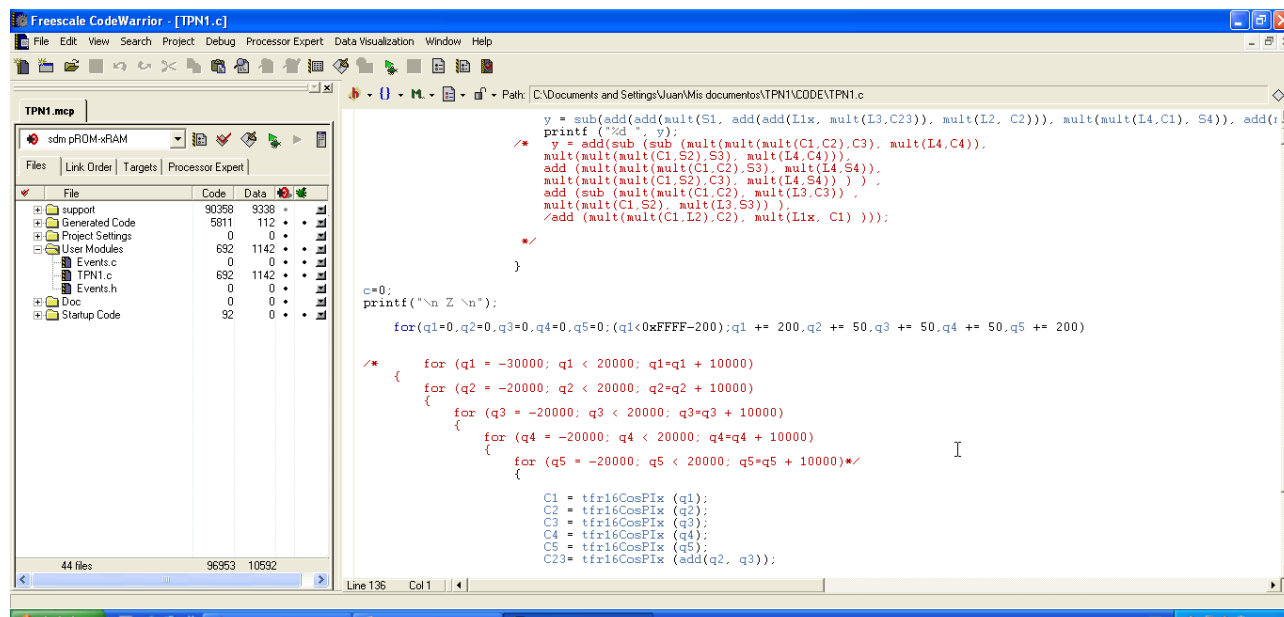 Freescale CodeWarrior - [TPN1.c]
File Edit View Search Project Debug Processor Expert Data Visualization Window Help
Path: C:\Documents and Settings\Juan\Mis documentos\TPN1\CODE\TPN1.c
TPN1.mcp
sdm pROM-xRAM
Files Link Order Targets Processor Expert
File Code Data
support 90358 9338
Generated Code 5811 112
Project Settings 0 0
User Modules 692 1142
Events.c 0 0
TPN1.c 692 1142
Events.h 0 0
Doc 0 0
Startup Code 92 0
44 files 96953 10592
y = sub(add(add(mult(S1, add(add(L1x, mult(L3,C23)), mult(L2, C2))), mult(mult(L4,C1), S4)), add(
printf ("%d ", y);
/* y = add(sub (sub (mult(mult(mult(C1,C2),C3), mult(L4,C4)),
mult(mult(mult(C1,S2),S3), mult(L4,C4))),
add (mult(mult(mult(C1,C2),S3), mult(L4,S4)),
mult(mult(mult(C1,S2),C3), mult(L4,S4)) ) ) ,
add (sub (mult(mult(C1,C2), mult(L3,C3)) ,
mult(mult(C1,S2), mult(L3,S3)) ),
/add (mult(mult(C1,L2),C2), mult(L1x, C1) )));
*/
}
c=0;
printf("\n Z \n");
for(q1=0,q2=0,q3=0,q4=0,q5=0;(q1<0xFFFF-200);q1 += 200,q2 += 50,q3 += 50,q4 += 50,q5 += 200)
/* for (q1 = -30000; q1 < 20000; q1=q1 + 10000)
{
for (q2 = -20000; q2 < 20000; q2=q2 + 10000)
{
for (q3 = -20000; q3 < 20000; q3=q3 + 10000)
{
for (q4 = -20000; q4 < 20000; q4=q4 + 10000)
{
for (q5 = -20000; q5 < 20000; q5=q5 + 10000)*/
{
C1 = tfr16CosPIx (q1);
C2 = tfr16CosPIx (q2);
C3 = tfr16CosPIx (q3);
C4 = tfr16CosPIx (q4);
C5 = tfr16CosPIx (q5);
C23= tfr16CosPIx (add(q2, q3));
Line 136 Col 1